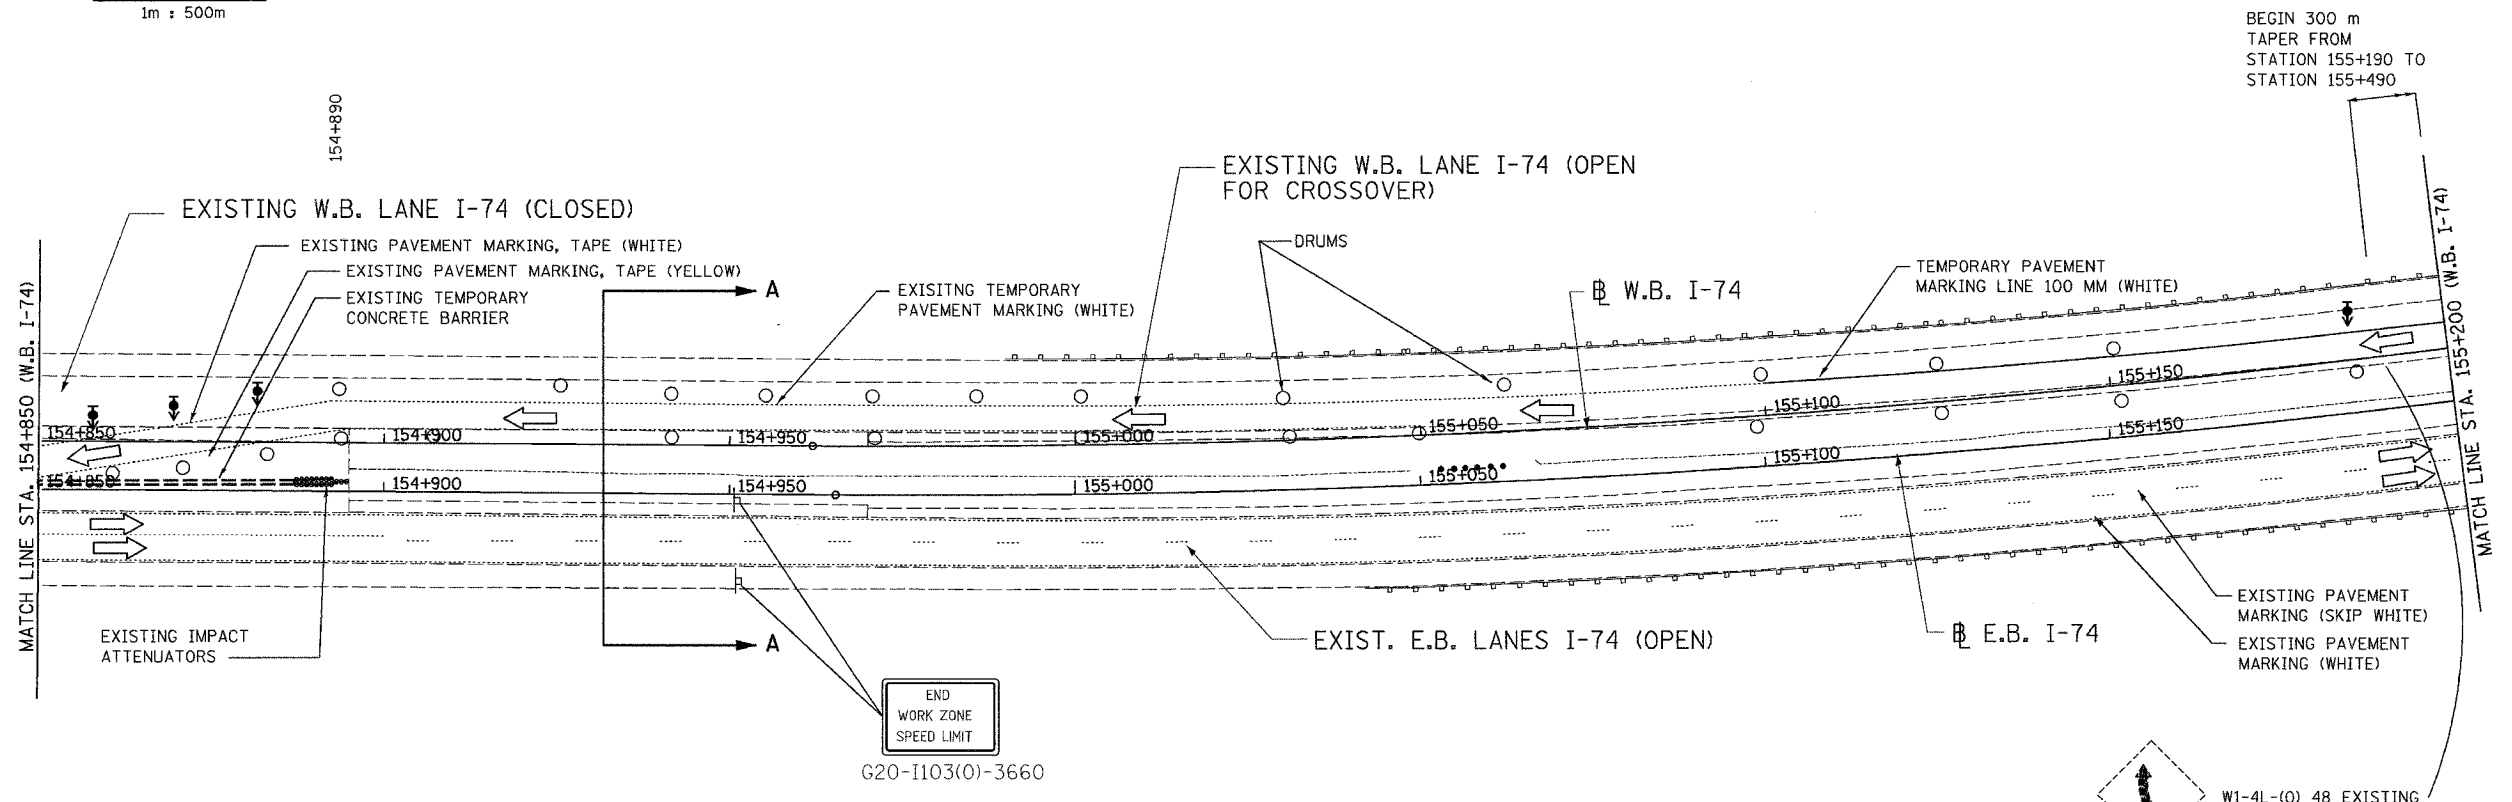 1m : 500m
BEGIN 300 m
TAPER FROM
STATION 155+190 TO
STATION 155+490
154+890
EXISTING W.B. LANE I-74 (OPEN
FOR CROSSOVER)
EXISTING W.B. LANE I-74 (CLOSED)
EXISTING PAVEMENT MARKING, TAPE (WHITE)
EXISTING PAVEMENT MARKING, TAPE (YELLOW)
EXISTING TEMPORARY
CONCRETE BARRIER
DRUMS
A
EXISITNG TEMPORARY
PAVEMENT MARKING (WHITE)
BL W.B. I-74
TEMPORARY PAVEMENT
MARKING LINE 100 MM (WHITE)
MATCH LINE STA. 154+850 (W.B. I-74)
MATCH LINE STA. 155+200 (W.B. I-74)
154+850
154+900
154+950
155+000
155+050
155+100
155+150
154+850
154+900
154+950
155+000
155+050
155+100
155+150
EXISTING IMPACT
ATTENUATORS
A
EXIST. E.B. LANES I-74 (OPEN)
BL E.B. I-74
EXISTING PAVEMENT
MARKING (SKIP WHITE)
EXISTING PAVEMENT
MARKING (WHITE)
END
WORK ZONE
SPEED LIMIT
G20-I103(0)-3660
W1-4L-(O) 48 EXISTING